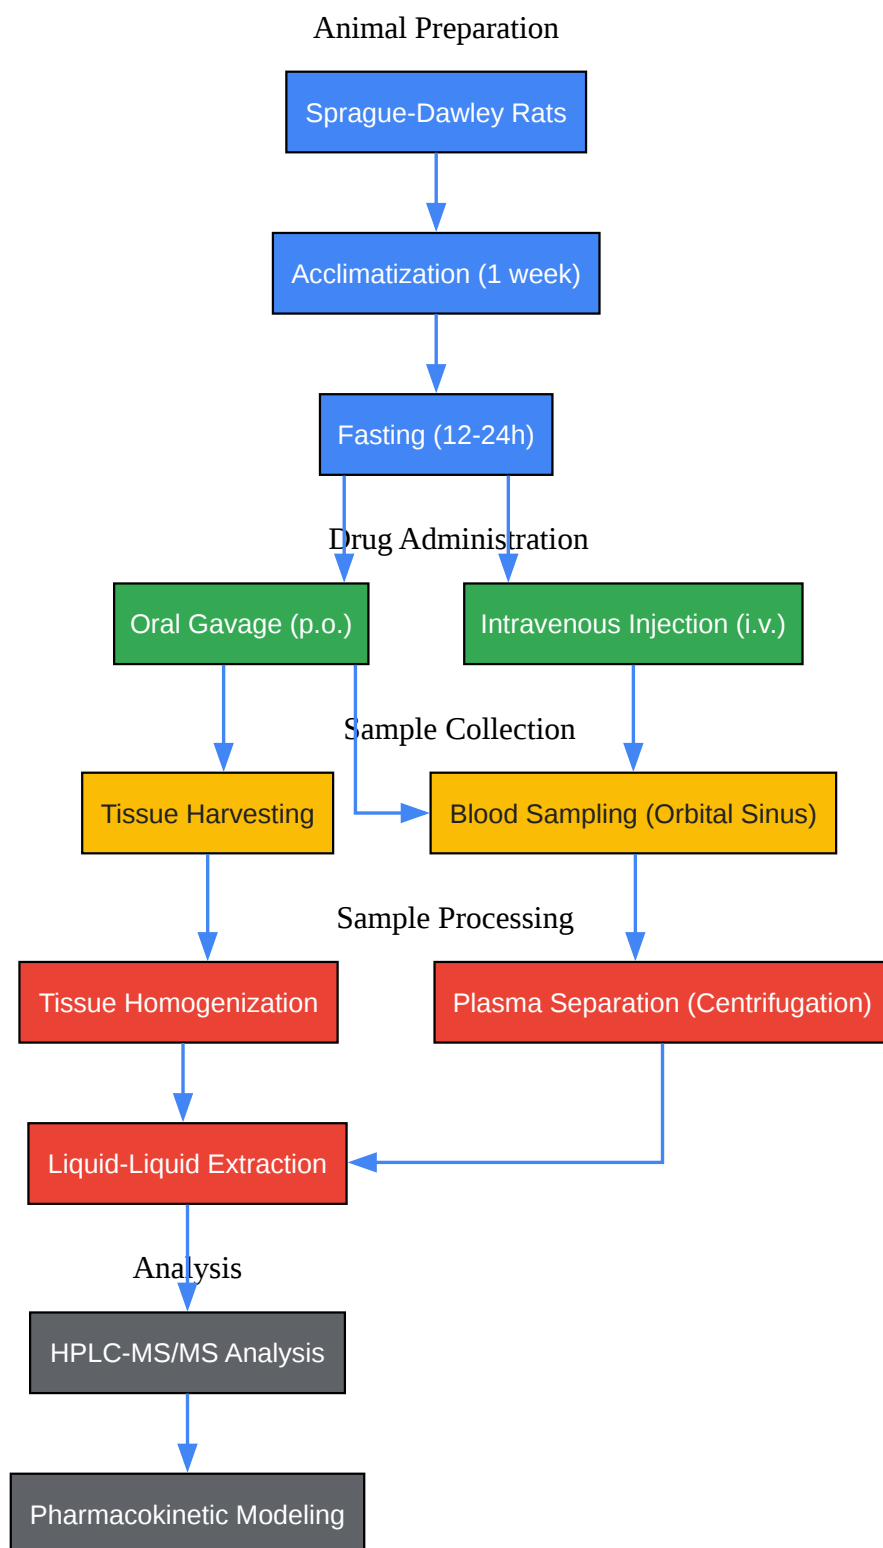 Animal Preparation
Sprague-Dawley Rats
Acclimatization (1 week)
Fasting (12-24h)
Drug Administration
Oral Gavage (p.o.)
Intravenous Injection (i.v.)
Sample Collection
Tissue Harvesting
Blood Sampling (Orbital Sinus)
Sample Processing
Tissue Homogenization
Plasma Separation (Centrifugation)
Liquid-Liquid Extraction
Analysis
HPLC-MS/MS Analysis
Pharmacokinetic Modeling